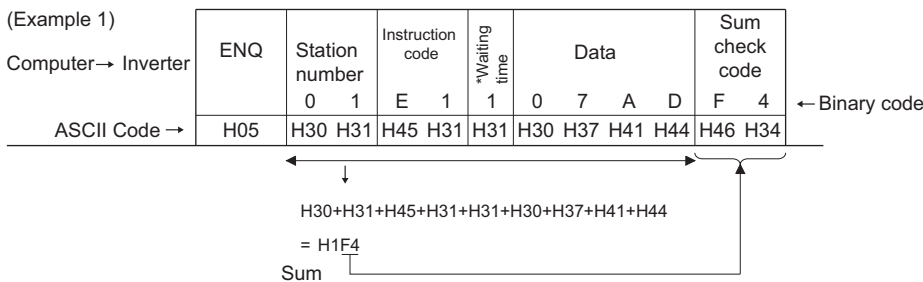 (Example 1)
Computer→ Inverter
ENQ
Station number
Instruction code
*Waiting time
Data
Sum check code
0 1 E 1 1 0 7 A D F 4
←Binary code
ASCII Code →
H05 H30 H31 H45 H31 H31 H30 H37 H41 H44 H46 H34
H30+H31+H45+H31+H31+H30+H37+H41+H44
= H1F4
Sum